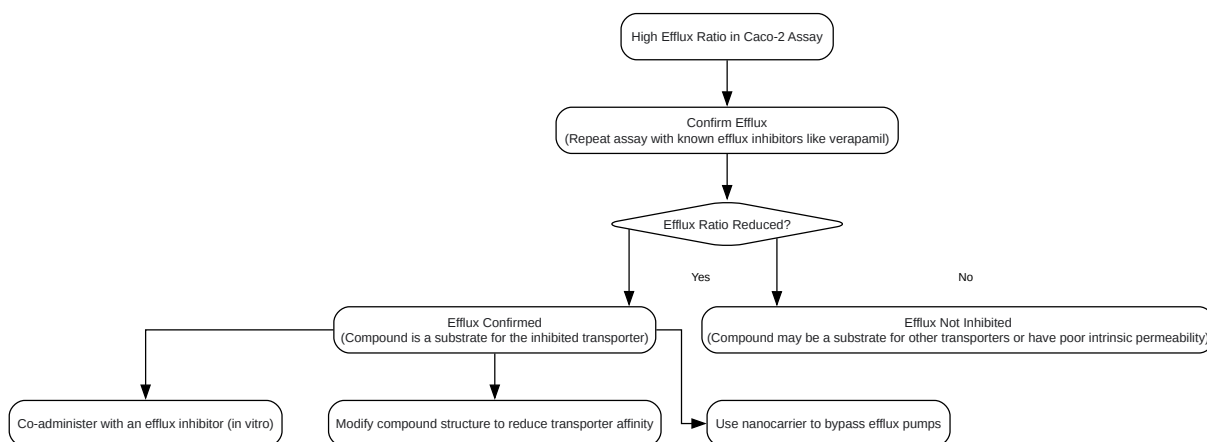 High Efflux Ratio in Caco-2 Assay
Confirm Efflux
(Repeat assay with known efflux inhibitors like verapamil)
Efflux Ratio Reduced?
Yes
No
Efflux Confirmed
(Compound is a substrate for the inhibited transporter)
Efflux Not Inhibited
(Compound may be a substrate for other transporters or have poor intrinsic permeability)
Co-administer with an efflux inhibitor (in vitro)
Modify compound structure to reduce transporter affinity
Use nanocarrier to bypass efflux pumps